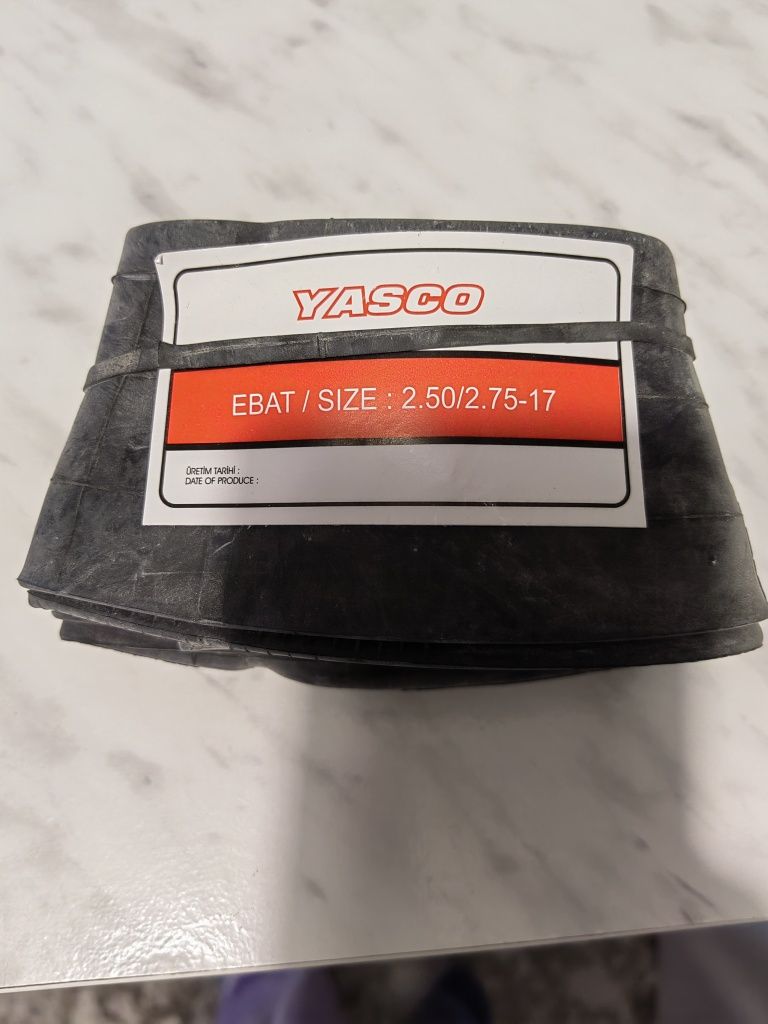 YASCO
EBAT / SIZE : 2.50/2.75-17
ÜRETİM TARİHİ :
DATE OF PRODUCE :